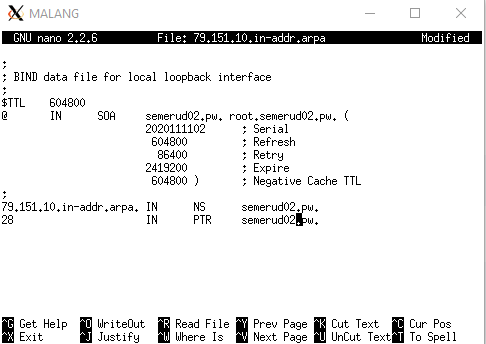 MALANG
GNU nano 2.2.6 File: 79.151.10.in-addr.arpa Modified
;
; BIND data file for local loopback interface
;
$TTL 604800
@ IN SOA semerud02.pw. root.semerud02.pw. (
2020111102 ; Serial
604800 ; Refresh
86400 ; Retry
2419200 ; Expire
604800 ) ; Negative Cache TTL
;
79.151.10.in-addr.arpa. IN NS semerud02.pw.
28 IN PTR semerud02.pw.
^G Get Help ^O WriteOut ^R Read File ^Y Prev Page ^K Cut Text ^C Cur Pos
^X Exit ^J Justify ^W Where Is ^V Next Page ^U UnCut Text ^T To Spell